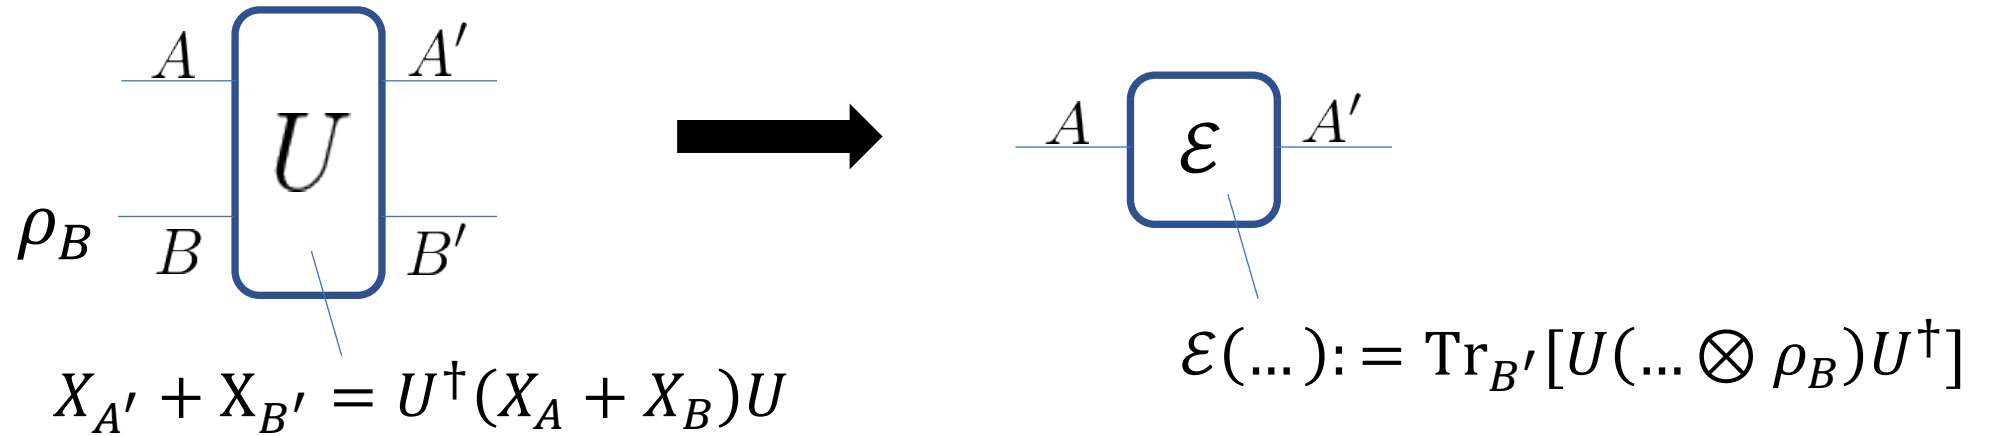 A A′
U
ρ_B B B′
X_{A′} + X_{B′} = U†(X_A + X_B)U
A ℰ A′
ℰ(…) := Tr_{B′}[U(… ⊗ ρ_B)U†]